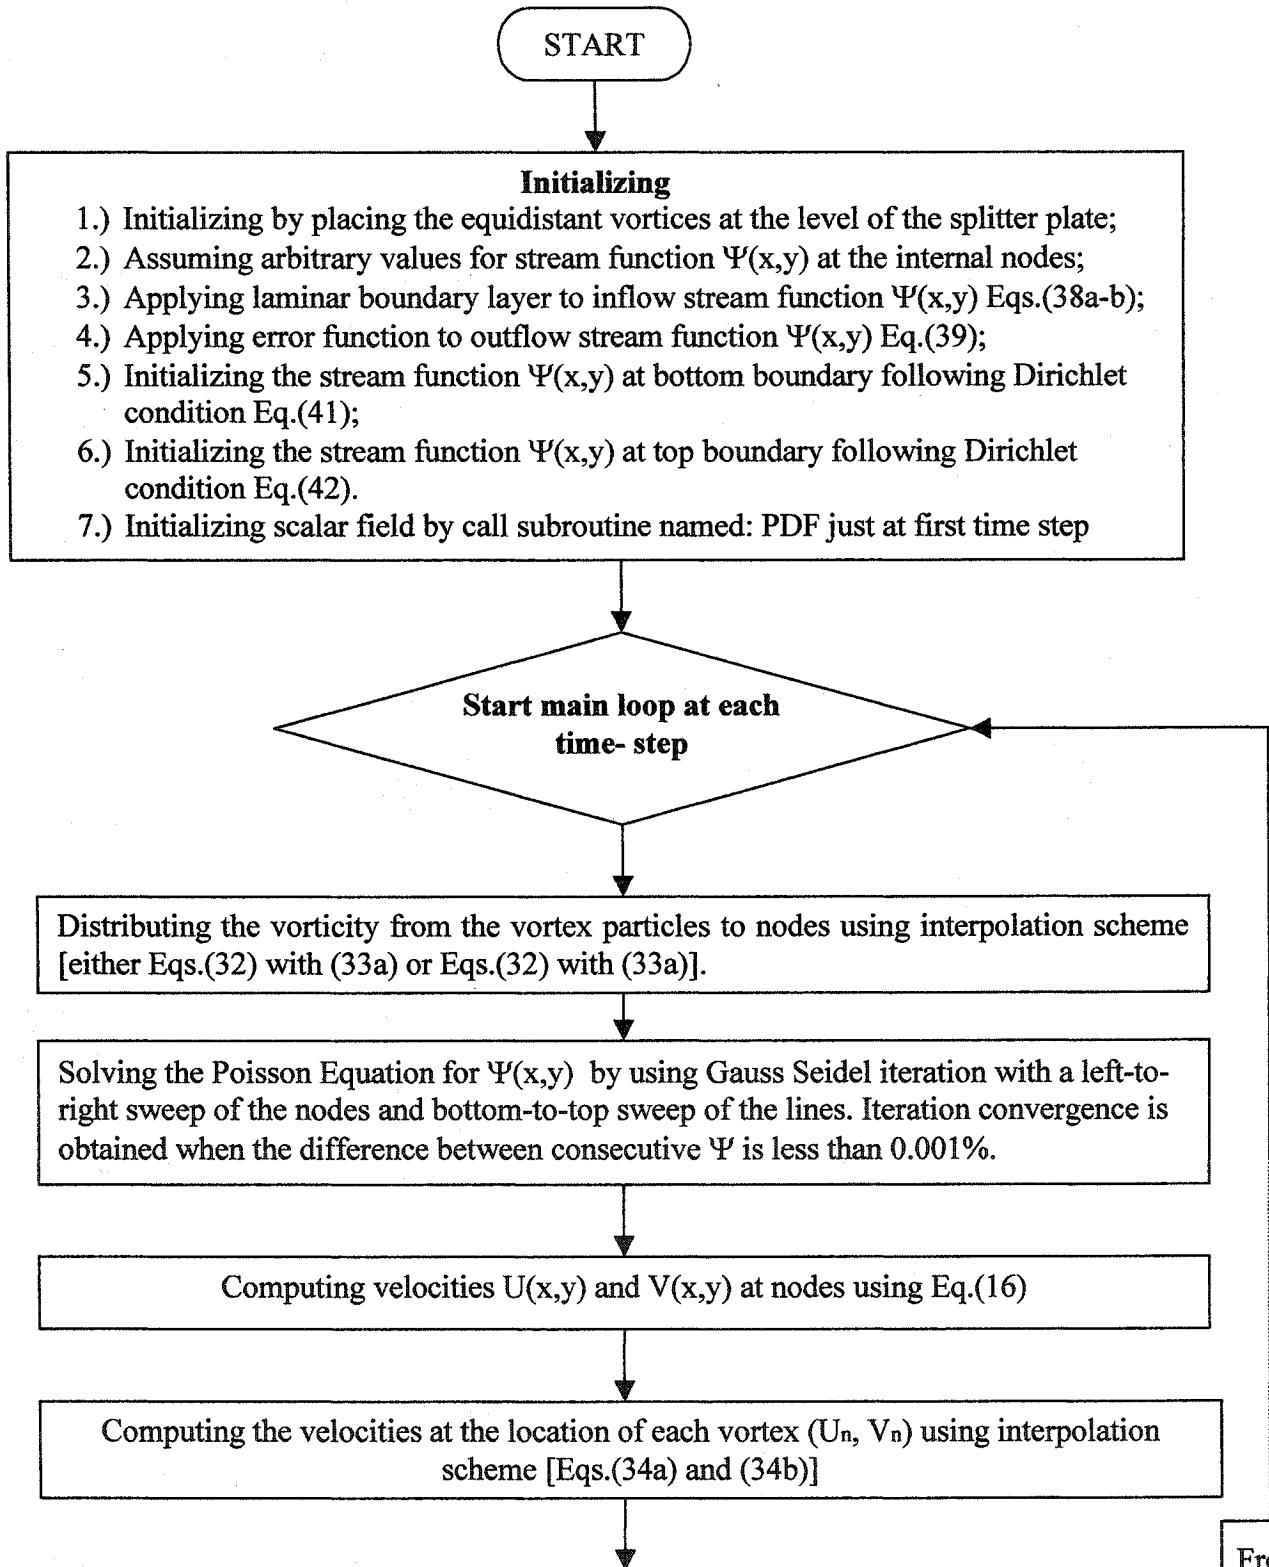 START
Initializing
1.) Initializing by placing the equidistant vortices at the level of the splitter plate;
2.) Assuming arbitrary values for stream function Ψ(x,y) at the internal nodes;
3.) Applying laminar boundary layer to inflow stream function Ψ(x,y) Eqs.(38a-b);
4.) Applying error function to outflow stream function Ψ(x,y) Eq.(39);
5.) Initializing the stream function Ψ(x,y) at bottom boundary following Dirichlet
condition Eq.(41);
6.) Initializing the stream function Ψ(x,y) at top boundary following Dirichlet
condition Eq.(42).
7.) Initializing scalar field by call subroutine named: PDF just at first time step
Start main loop at each
time- step
Distributing the vorticity from the vortex particles to nodes using interpolation scheme
[either Eqs.(32) with (33a) or Eqs.(32) with (33a)].
Solving the Poisson Equation for Ψ(x,y) by using Gauss Seidel iteration with a left-to-
right sweep of the nodes and bottom-to-top sweep of the lines. Iteration convergence is
obtained when the difference between consecutive Ψ is less than 0.001%.
Computing velocities U(x,y) and V(x,y) at nodes using Eq.(16)
Computing the velocities at the location of each vortex (Un, Vn) using interpolation
scheme [Eqs.(34a) and (34b)]